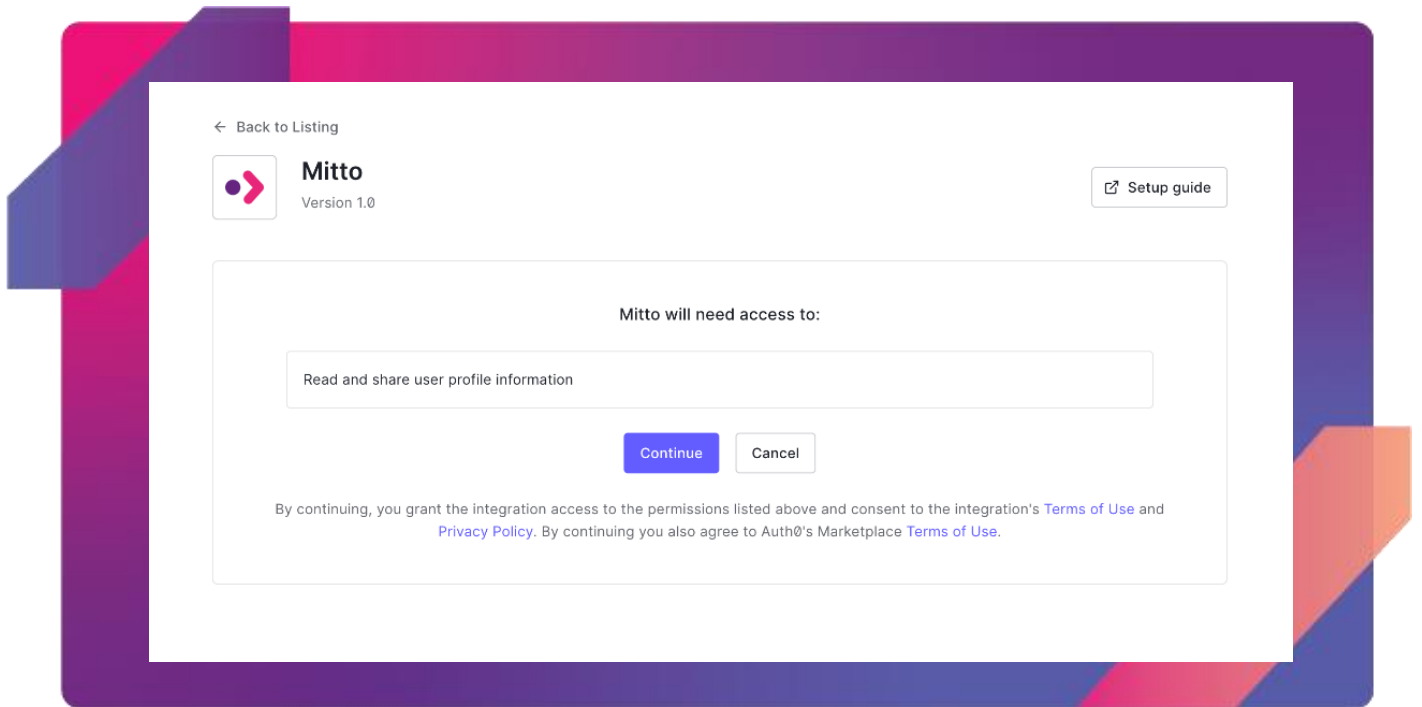 ← Back to Listing
Mitto
Version 1.0
Setup guide
Mitto will need access to:
Read and share user profile information
Continue
Cancel
By continuing, you grant the integration access to the permissions listed above and consent to the integration's Terms of Use and
Privacy Policy. By continuing you also agree to Auth0's Marketplace Terms of Use.